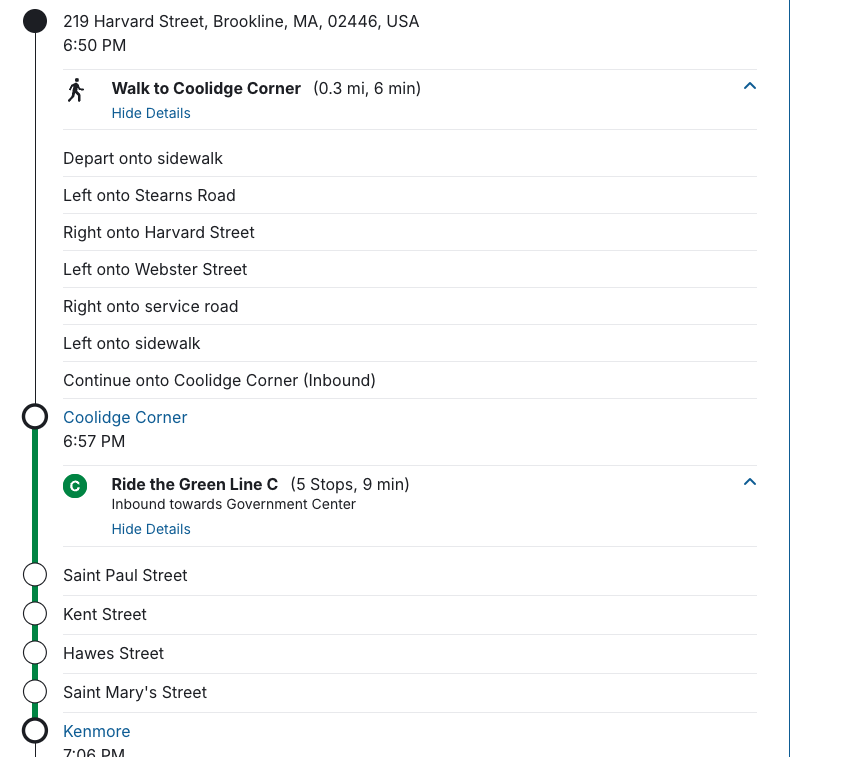 219 Harvard Street, Brookline, MA, 02446, USA
6:50 PM
Walk to Coolidge Corner (0.3 mi, 6 min)
Hide Details
Depart onto sidewalk
Left onto Stearns Road
Right onto Harvard Street
Left onto Webster Street
Right onto service road
Left onto sidewalk
Continue onto Coolidge Corner (Inbound)
Coolidge Corner
6:57 PM
C Ride the Green Line C (5 Stops, 9 min)
Inbound towards Government Center
Hide Details
Saint Paul Street
Kent Street
Hawes Street
Saint Mary's Street
Kenmore
7:06 PM